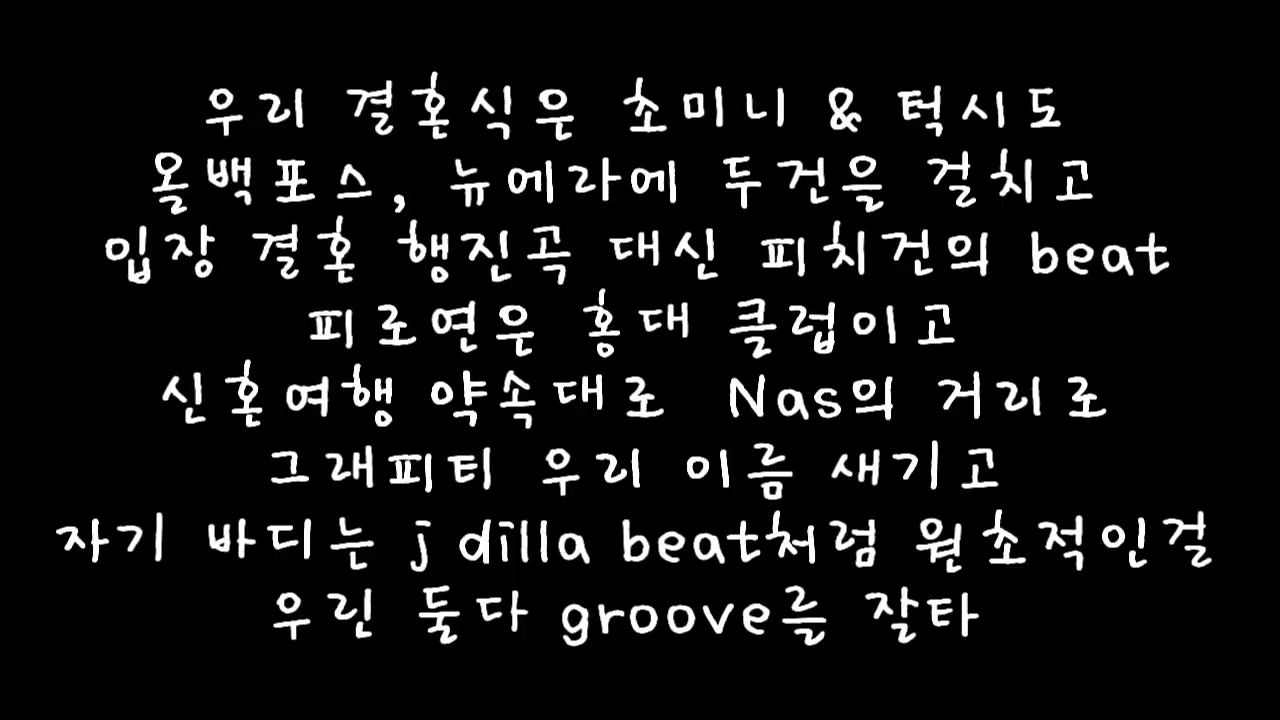 우리 결혼식은 초미니 & 턱시도
올백포스, 뉴에라에 두건을 걸치고
입장 결혼 행진곡 대신 피치건의 beat
피로연은 홍대 클럽이고
신혼여행 약속대로 Nas의 거리로
그래피티 우리 이름 새기고
자기 바디는 j dilla beat처럼 원초적인걸
우린 둘다 groove를 잘타